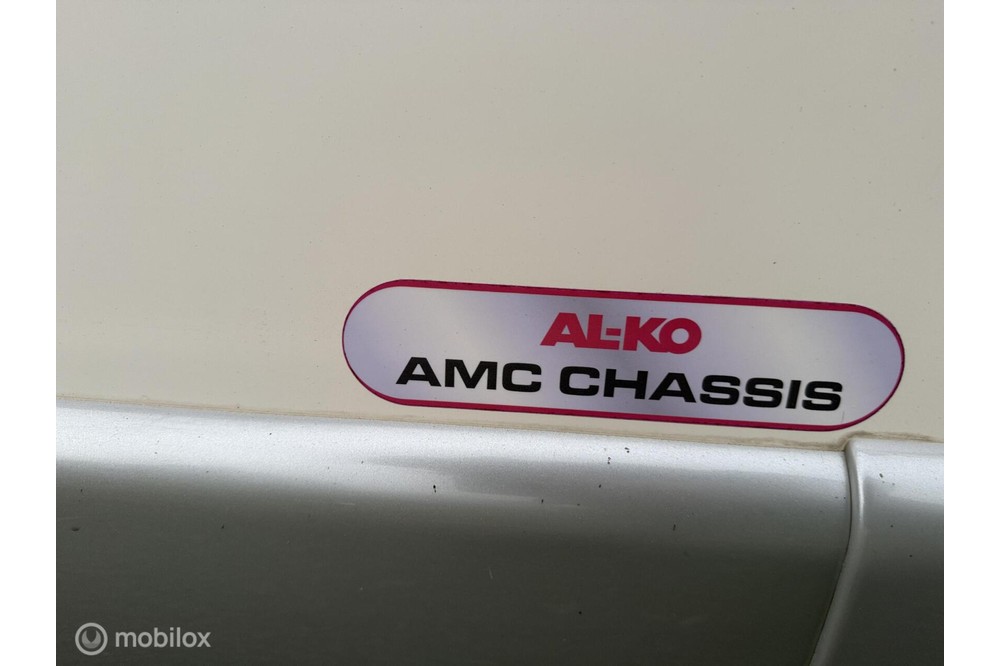 AL-KO
AMC CHASSIS
mobilox